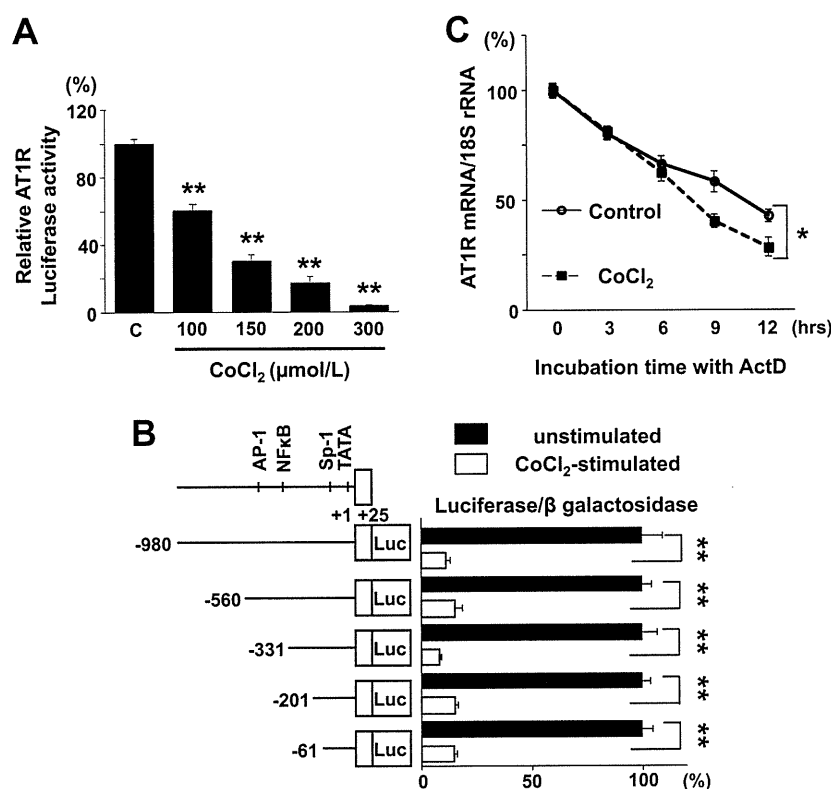 A
(%)
Relative AT1R
Luciferase activity
120
80
40
0
**
**
**
**
C
100
150
200
300
CoCl₂ (μmol/L)
C
(%)
AT1R mRNA/18S rRNA
100
50
0
Control
CoCl₂
*
0
3
6
9
12
(hrs)
Incubation time with ActD
B
AP-1
NFκB
Sp-1
TATA
+1 +25
unstimulated
CoCl₂-stimulated
Luciferase/β galactosidase
-980
Luc
**
-560
Luc
**
-331
Luc
**
-201
Luc
**
-61
Luc
**
0
50
100
(%)